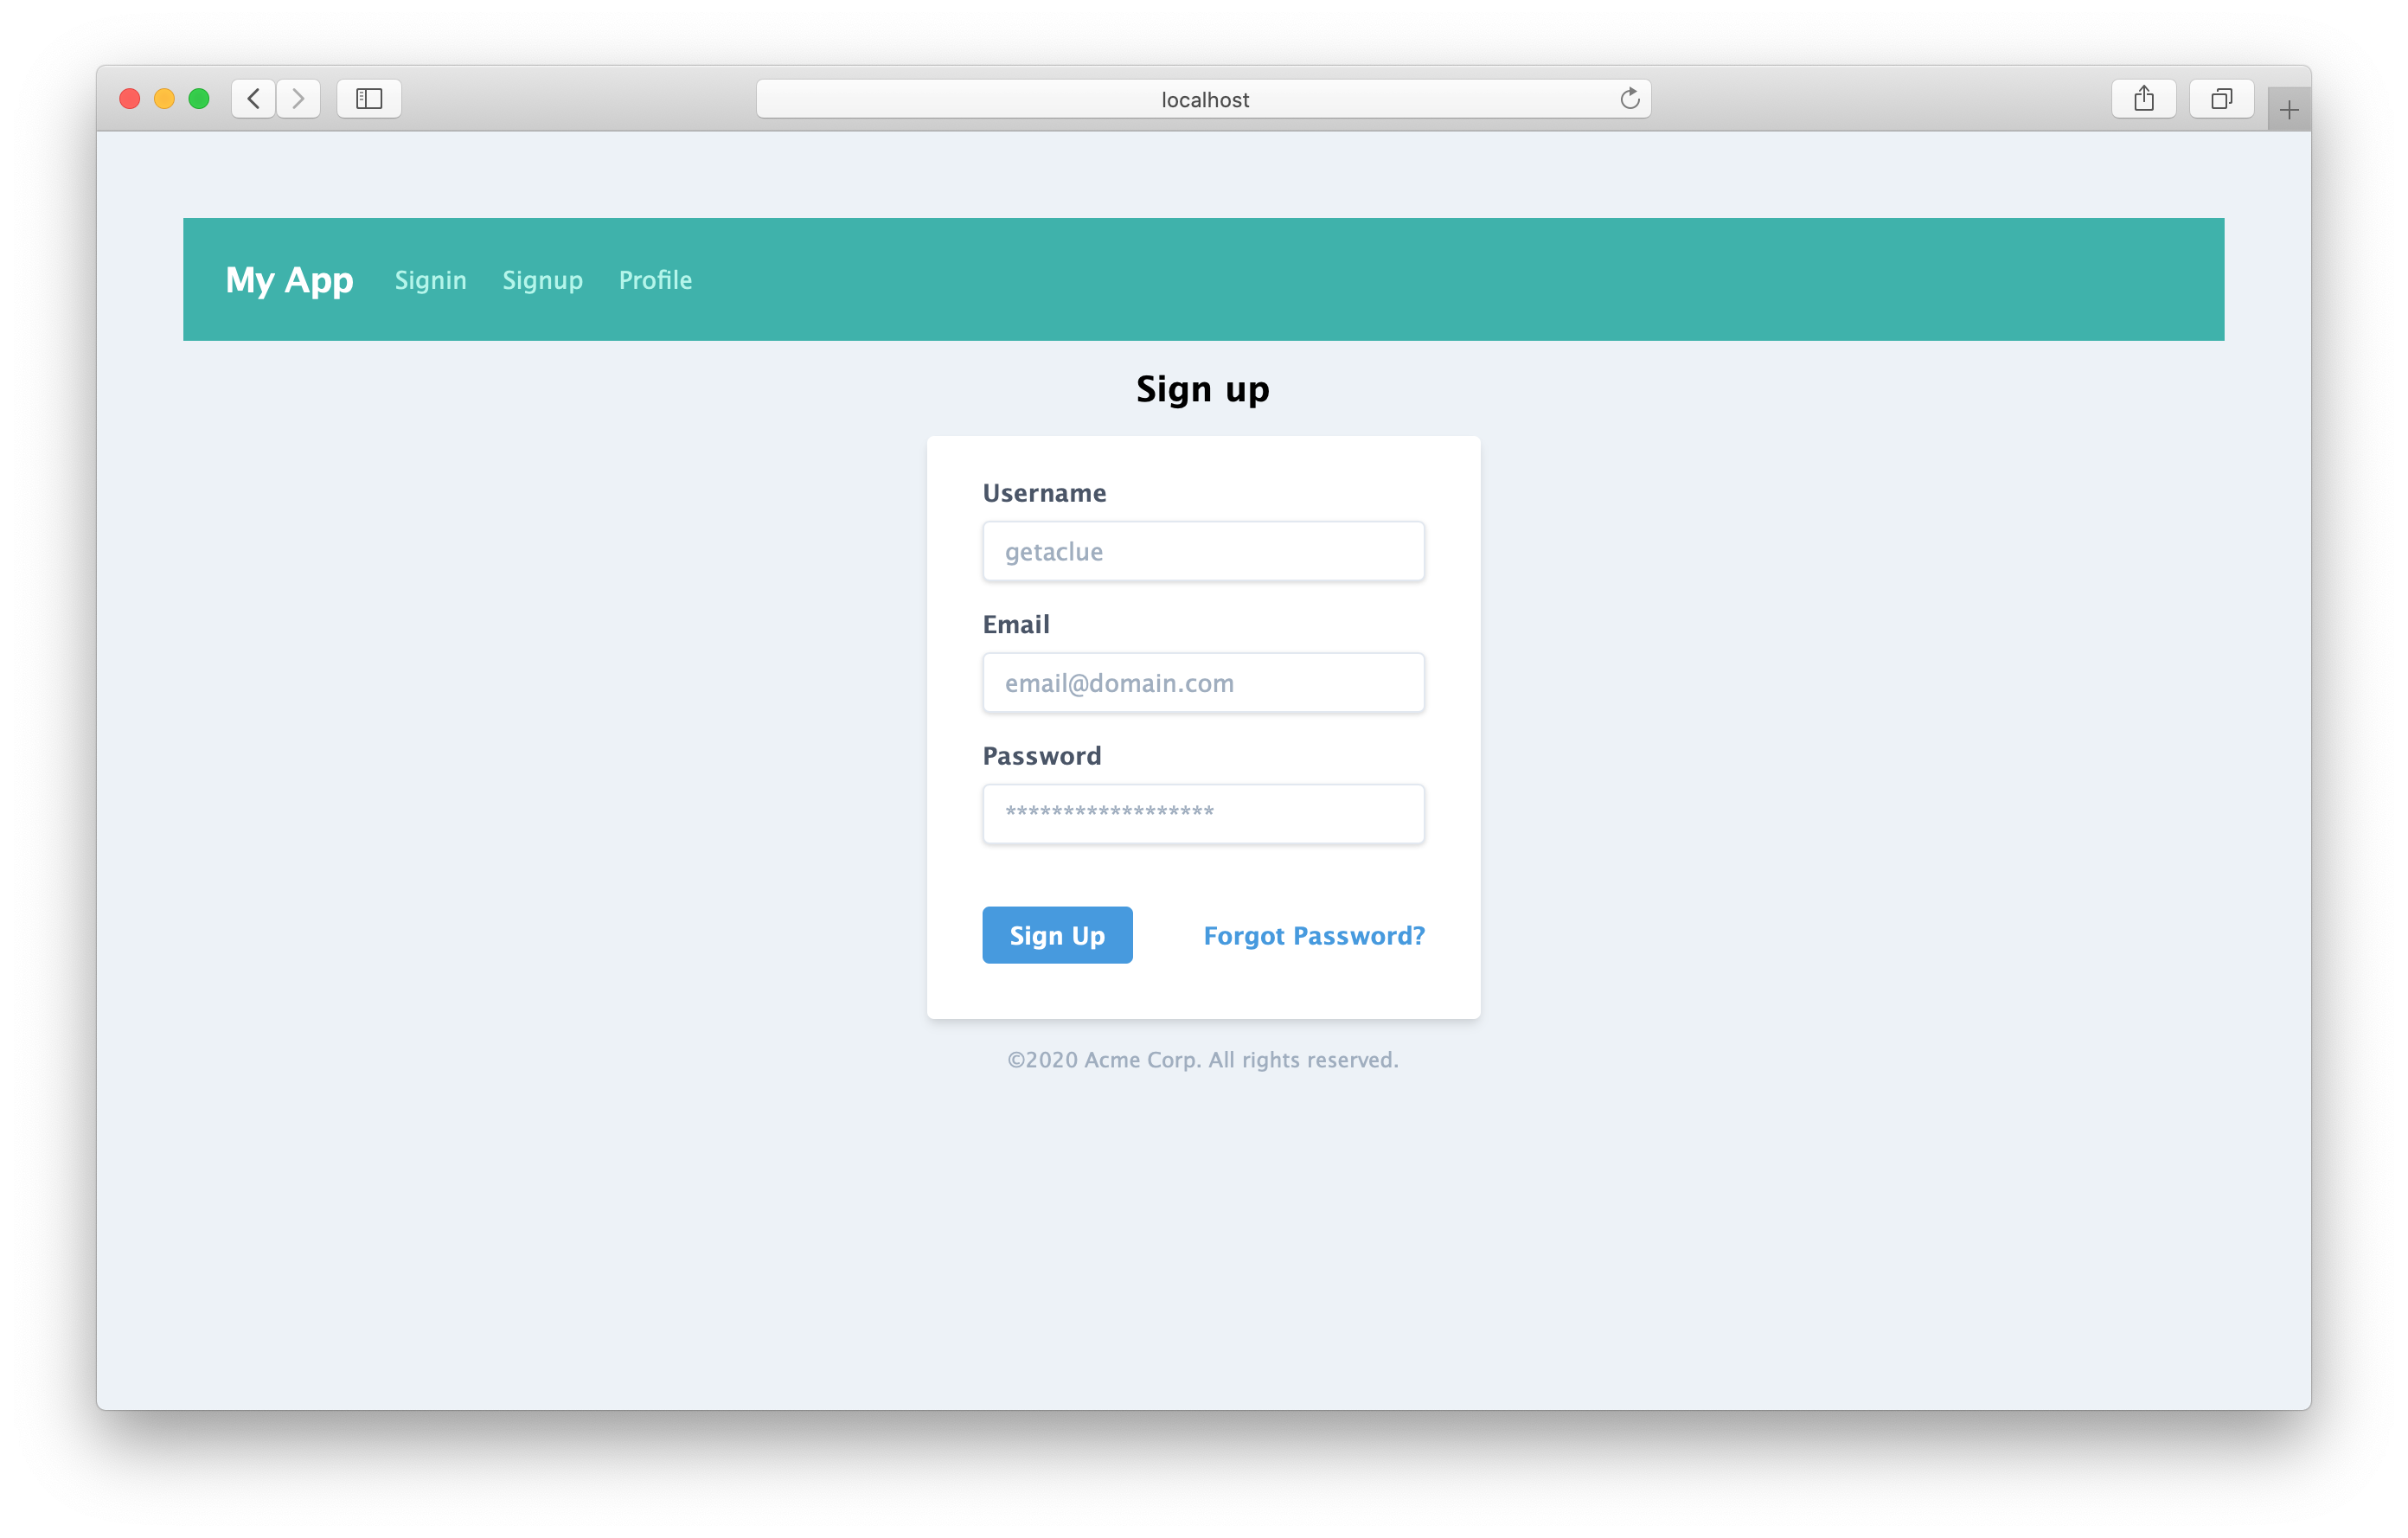 localhost
My App Signin Signup Profile
Sign up
Username
getaclue
Email
email@domain.com
Password
******************
Sign Up Forgot Password?
©2020 Acme Corp. All rights reserved.